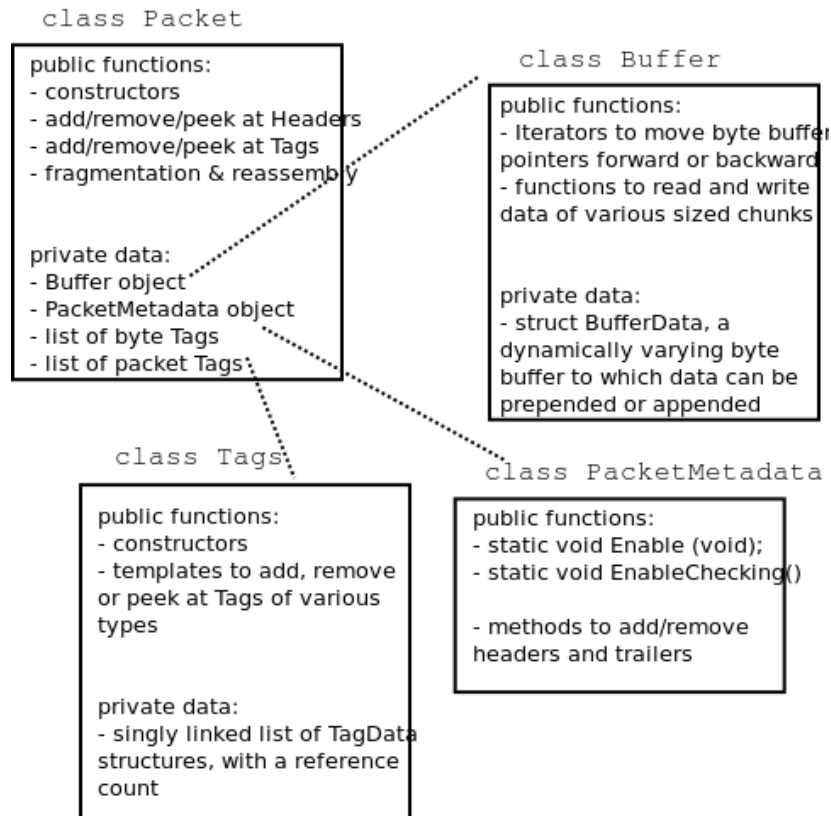 class Packet
public functions:
- constructors
- add/remove/peek at Headers
- add/remove/peek at Tags
- fragmentation & reassembly
private data:
- Buffer object
- PacketMetadata object
- list of byte Tags
- list of packet Tags
class Buffer
public functions:
- Iterators to move byte buffer
pointers forward or backward
- functions to read and write
data of various sized chunks
private data:
- struct BufferData, a
dynamically varying byte
buffer to which data can be
prepended or appended
class Tags
public functions:
- constructors
- templates to add, remove
or peek at Tags of various
types
private data:
- singly linked list of TagData
structures, with a reference
count
class PacketMetadata
public functions:
- static void Enable (void);
- static void EnableChecking()
- methods to add/remove
headers and trailers